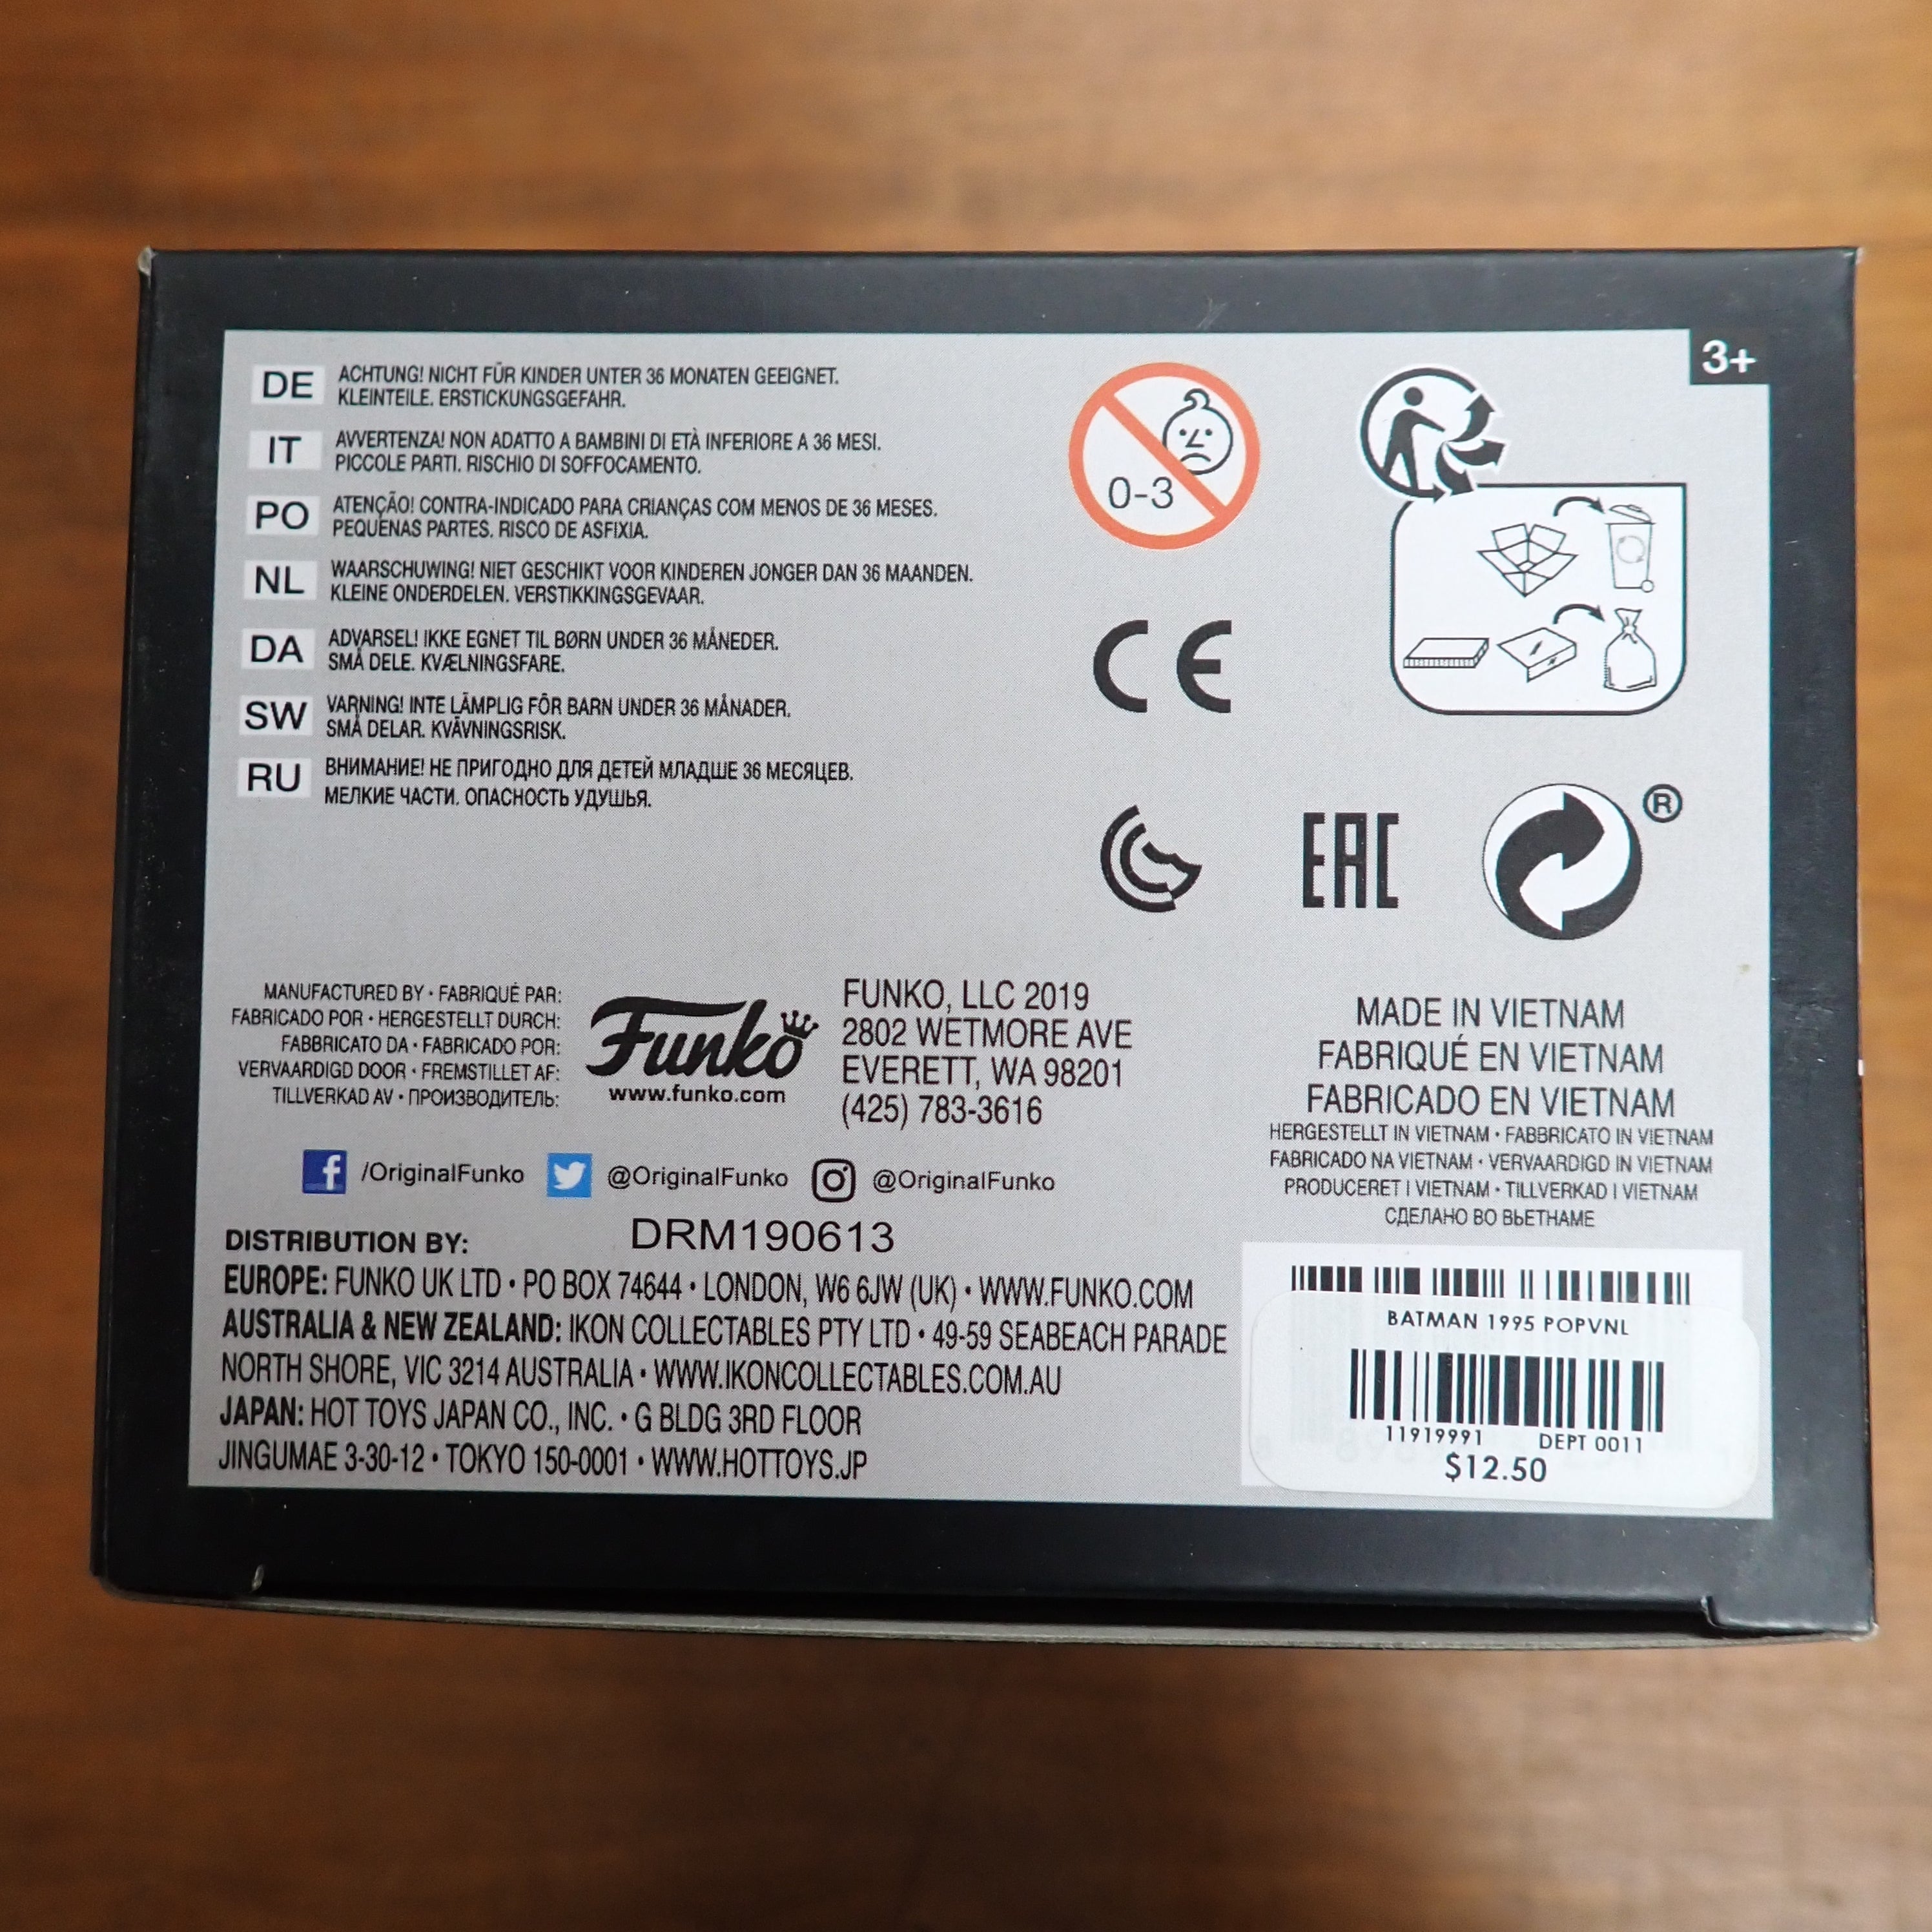 3+
DE
ACHTUNG! NICHT FÜR KINDER UNTER 36 MONATEN GEEIGNET.
KLEINTEILE. ERSTICKUNGSGEFAHR.
IT
AVVERTENZA! NON ADATTO A BAMBINI DI ETÀ INFERIORE A 36 MESI.
PICCOLE PARTI. RISCHIO DI SOFFOCAMENTO.
PO
ATENÇÃO! CONTRA-INDICADO PARA CRIANÇAS COM MENOS DE 36 MESES.
PEQUENAS PARTES. RISCO DE ASFIXIA.
NL
WAARSCHUWING! NIET GESCHIKT VOOR KINDEREN JONGER DAN 36 MAANDEN.
KLEINE ONDERDELEN. VERSTIKKINGSGEVAAR.
DA
ADVARSEL! IKKE EGNET TIL BØRN UNDER 36 MÅNEDER.
SMÅ DELE. KVÆLNINGSFARE.
SW
VARNING! INTE LÄMPLIG FÖR BARN UNDER 36 MÅNADER.
SMÅ DELAR. KVÄVNINGSRISK.
RU
ВНИМАНИЕ! НЕ ПРИГОДНО ДЛЯ ДЕТЕЙ МЛАДШЕ 36 МЕСЯЦЕВ.
МЕЛКИЕ ЧАСТИ. ОПАСНОСТЬ УДУШЬЯ.
0-3
CE
EAC
®
MANUFACTURED BY • FABRIQUÉ PAR:
FABRICADO POR • HERGESTELLT DURCH:
FABBRICATO DA • FABRICADO POR:
VERVAARDIGD DOOR • FREMSTILLET AF:
TILLVERKAD AV • ПРОИЗВОДИТЕЛЬ:
Funko
www.funko.com
FUNKO, LLC 2019
2802 WETMORE AVE
EVERETT, WA 98201
(425) 783-3616
MADE IN VIETNAM
FABRIQUÉ EN VIETNAM
FABRICADO EN VIETNAM
HERGESTELLT IN VIETNAM • FABBRICATO IN VIETNAM
FABRICADO NA VIETNAM • VERVAARDIGD IN VIETNAM
PRODUCERET I VIETNAM • TILLVERKAD I VIETNAM
СДЕЛАНО ВО ВЬЕТНАМЕ
f /OriginalFunko @OriginalFunko @OriginalFunko
DISTRIBUTION BY: DRM190613
EUROPE: FUNKO UK LTD • PO BOX 74644 • LONDON, W6 6JW (UK) • WWW.FUNKO.COM
AUSTRALIA & NEW ZEALAND: IKON COLLECTABLES PTY LTD • 49-59 SEABEACH PARADE
NORTH SHORE, VIC 3214 AUSTRALIA • WWW.IKONCOLLECTABLES.COM.AU
JAPAN: HOT TOYS JAPAN CO., INC. • G BLDG 3RD FLOOR
JINGUMAE 3-30-12 • TOKYO 150-0001 • WWW.HOTTOYS.JP
BATMAN 1995 POPVNL
11919991 DEPT 0011
$12.50